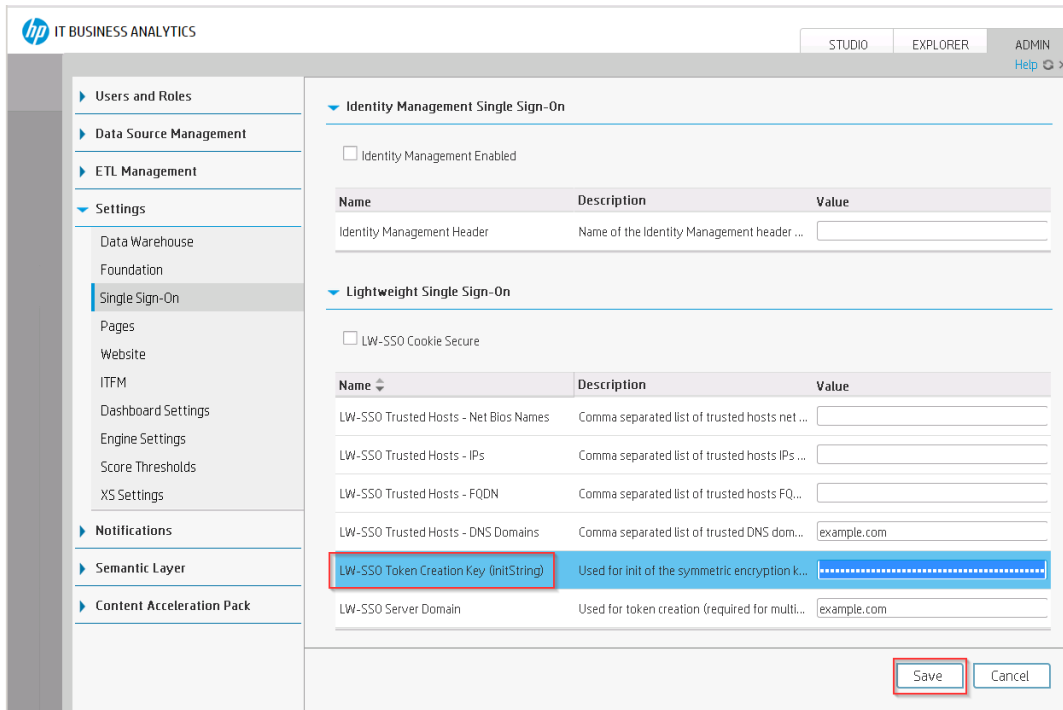 hp IT BUSINESS ANALYTICS
STUDIO EXPLORER ADMIN
Help
Users and Roles
Data Source Management
ETL Management
Settings
Data Warehouse
Foundation
Single Sign-On
Pages
Website
ITFM
Dashboard Settings
Engine Settings
Score Thresholds
XS Settings
Notifications
Semantic Layer
Content Acceleration Pack
Identity Management Single Sign-On
Identity Management Enabled
Name Description Value
Identity Management Header Name of the Identity Management header ...
Lightweight Single Sign-On
LW-SSO Cookie Secure
Name Description Value
LW-SSO Trusted Hosts - Net Bios Names Comma separated list of trusted hosts net ...
LW-SSO Trusted Hosts - IPs Comma separated list of trusted hosts IPs ...
LW-SSO Trusted Hosts - FQDN Comma separated list of trusted hosts FQ...
LW-SSO Trusted Hosts - DNS Domains Comma separated list of trusted DNS dom... example.com
LW-SSO Token Creation Key (initString) Used for init of the symmetric encryption k...
LW-SSO Server Domain Used for token creation (required for multi... example.com
Save Cancel